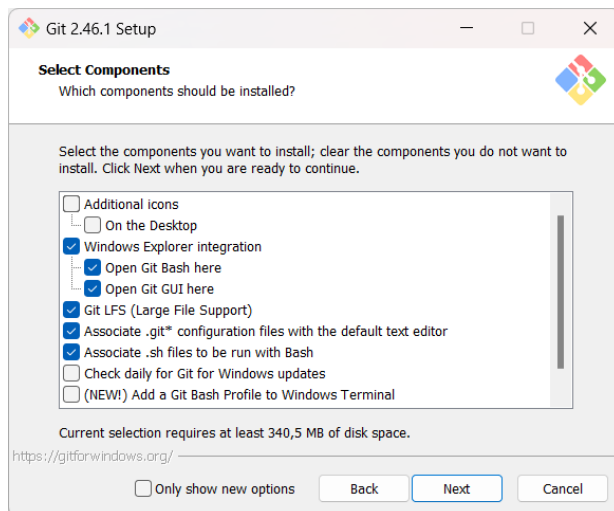 Git 2.46.1 Setup
Select Components
Which components should be installed?
Select the components you want to install; clear the components you do not want to
install. Click Next when you are ready to continue.
Additional icons
On the Desktop
Windows Explorer integration
Open Git Bash here
Open Git GUI here
Git LFS (Large File Support)
Associate .git* configuration files with the default text editor
Associate .sh files to be run with Bash
Check daily for Git for Windows updates
(NEW!) Add a Git Bash Profile to Windows Terminal
Current selection requires at least 340,5 MB of disk space.
https://gitforwindows.org/
Only show new options
Back
Next
Cancel